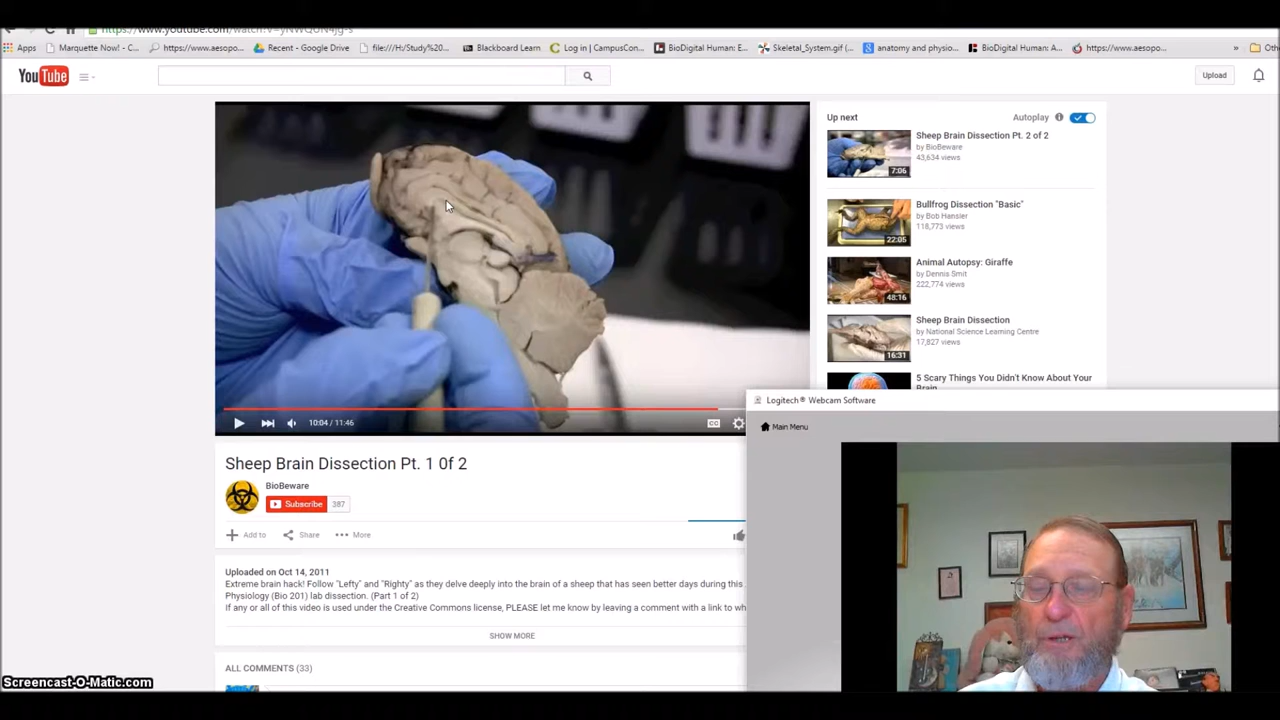 Apps Marquette Now! - C... https://www.aesopo... Recent - Google Drive file:///H:/Study%20... Blackboard Learn Log in | CampusCon... BioDigital Human: E... Skeletal_System.gif (... anatomy and physio... BioDigital Human: A... https://www.aesopo... » Oth
YouTube
Upload
Up next
Autoplay
Sheep Brain Dissection Pt. 2 of 2
by BioBeware
43,634 views
7:06
Bullfrog Dissection "Basic"
by Bob Hansler
118,773 views
22:05
Animal Autopsy: Giraffe
by Dennis Smit
222,774 views
48:16
Sheep Brain Dissection
by National Science Learning Centre
17,827 views
16:31
5 Scary Things You Didn't Know About Your
Brain
10:04 / 11:46
CC
Logitech® Webcam Software
Main Menu
Sheep Brain Dissection Pt. 1 0f 2
BioBeware
Subscribe 387
Add to Share More
Uploaded on Oct 14, 2011
Extreme brain hack! Follow "Lefty" and "Righty" as they delve deeply into the brain of a sheep that has seen better days during this
Physiology (Bio 201) lab dissection. (Part 1 of 2)
If any or all of this video is used under the Creative Commons license, PLEASE let me know by leaving a comment with a link to wh
SHOW MORE
ALL COMMENTS (33)
Screencast-O-Matic.com